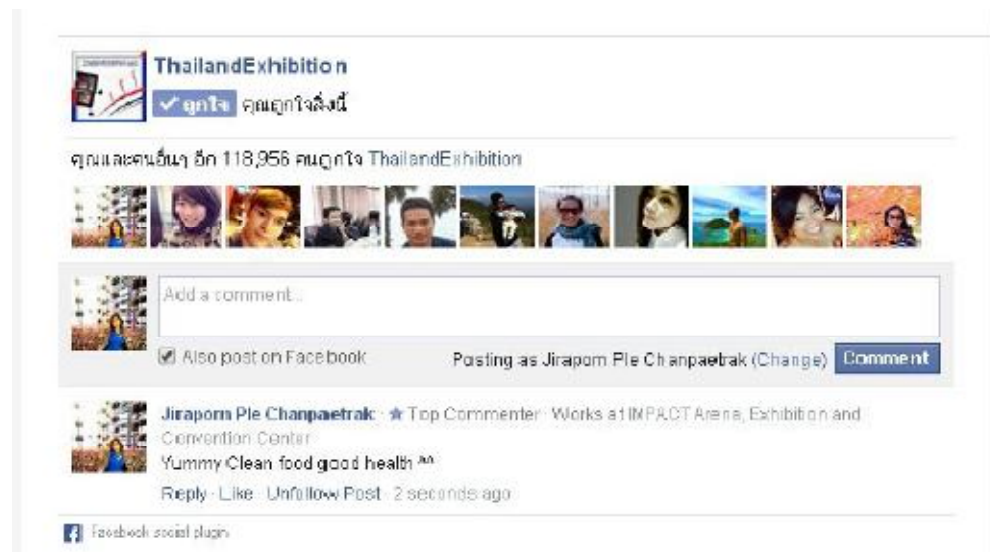 ThailandExhibition
ถูกใจ คุณถูกใจสิ่งนี้
คุณและคนอื่นๆ อีก 118,956 คนถูกใจ ThailandExhibition
Add a comment...
Also post on Facebook Posting as Jiraporn Ple Chanpaetrak (Change) Comment
Jiraporn Ple Chanpaetrak · Top Commenter · Works at IMPACT Arena, Exhibition and
Convention Center
Yummy Clean food good health ^^
Reply · Like · Unfollow Post · 2 seconds ago
Facebook social plugin